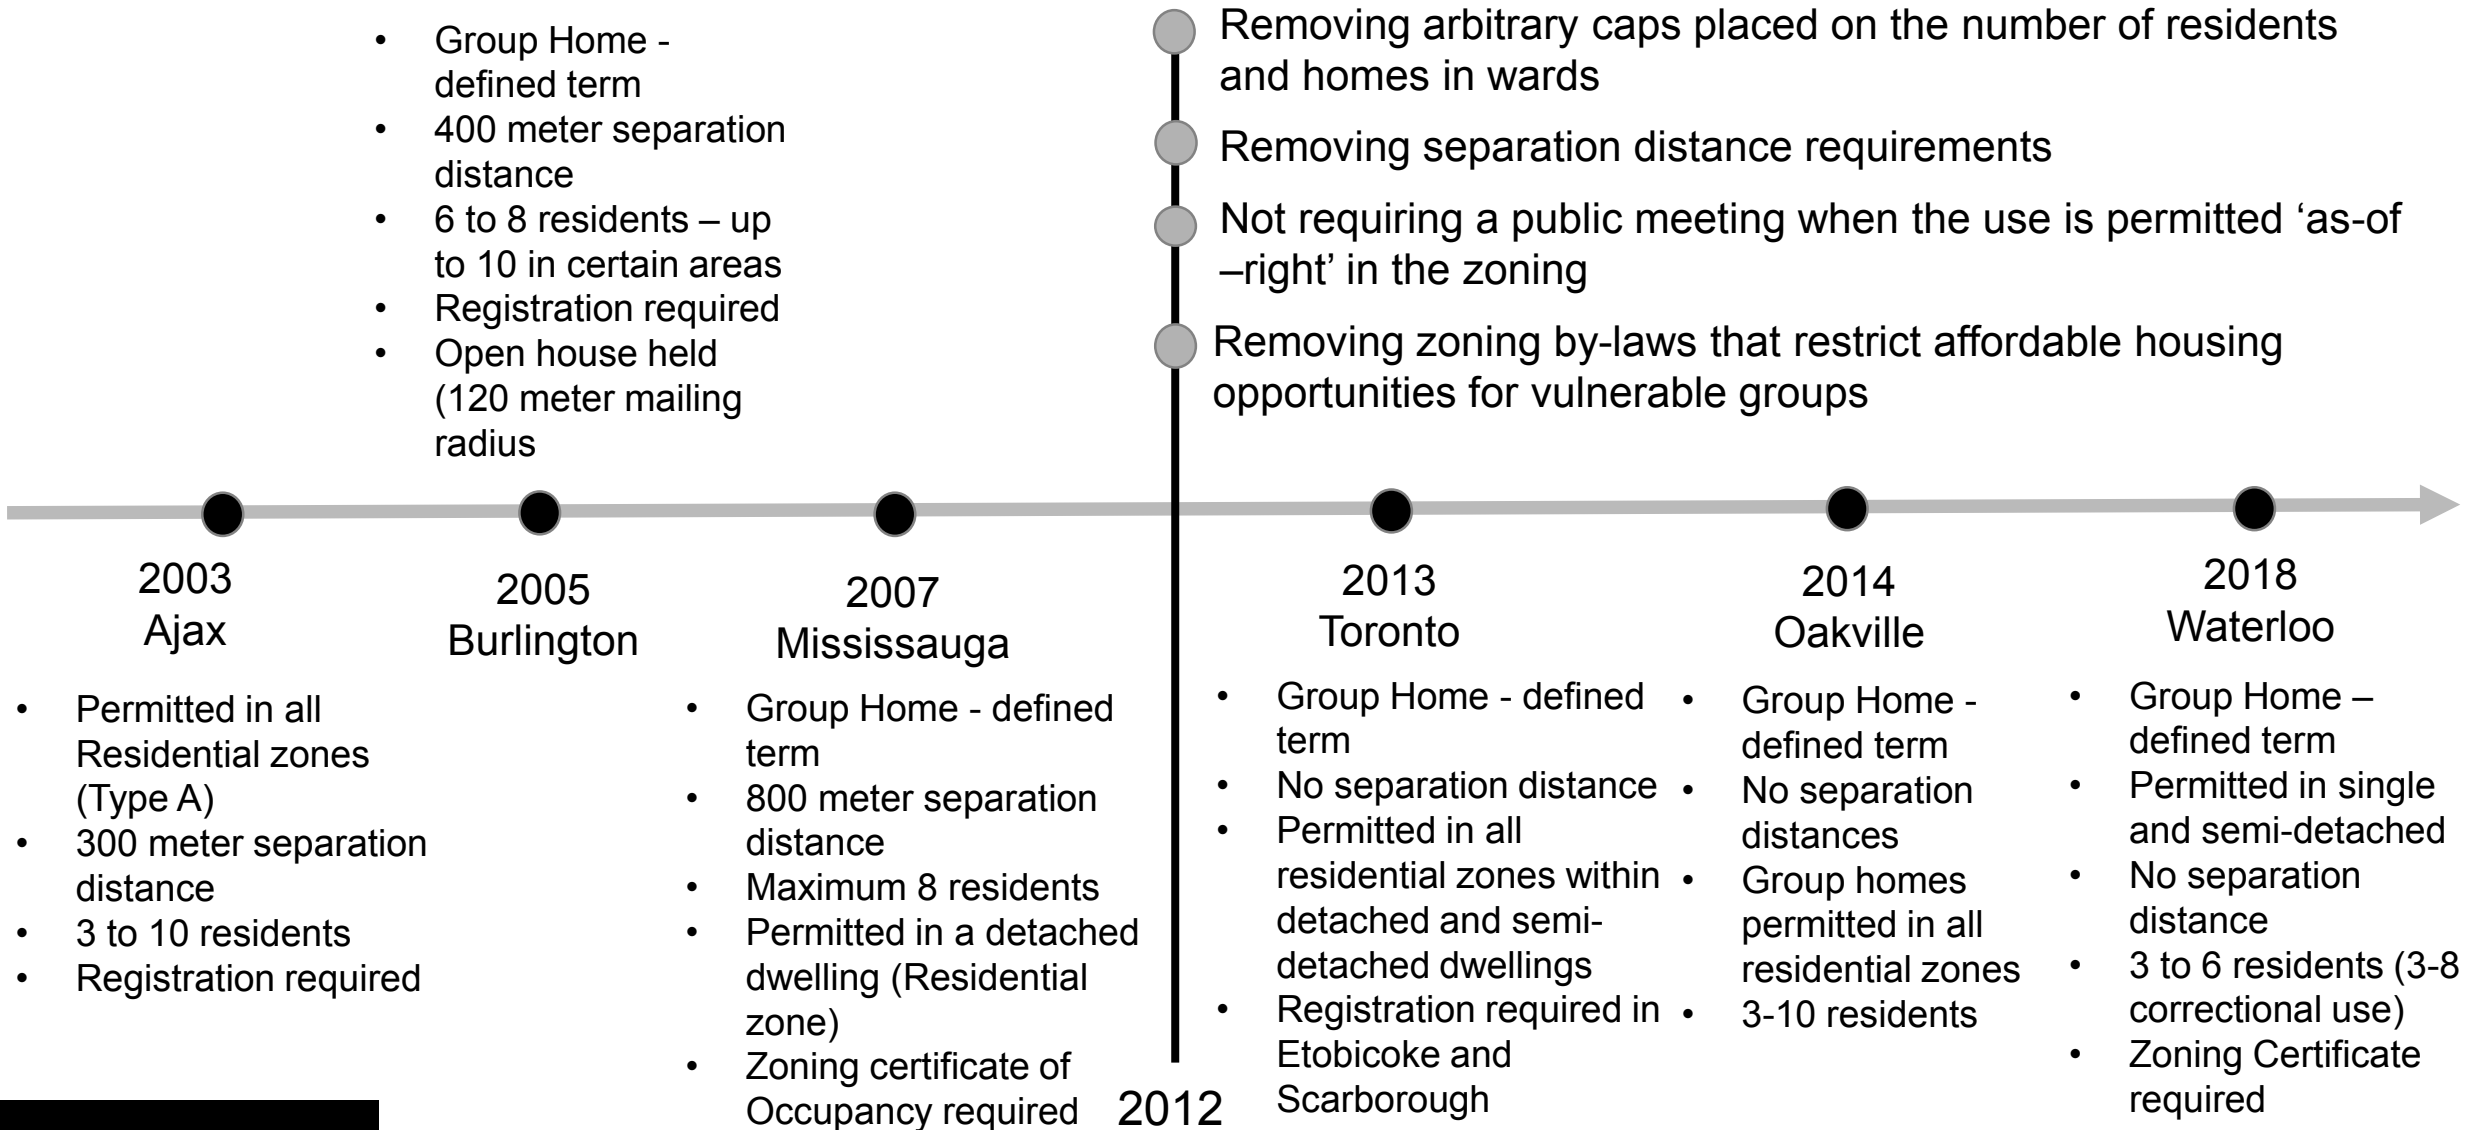 • Group Home -
defined term
• 400 meter separation
distance
• 6 to 8 residents – up
to 10 in certain areas
• Registration required
• Open house held
(120 meter mailing
radius
Removing arbitrary caps placed on the number of residents
and homes in wards
Removing separation distance requirements
Not requiring a public meeting when the use is permitted ‘as-of
–right’ in the zoning
Removing zoning by-laws that restrict affordable housing
opportunities for vulnerable groups
2003
Ajax
• Permitted in all
Residential zones
(Type A)
• 300 meter separation
distance
• 3 to 10 residents
• Registration required
2005
Burlington
2007
Mississauga
• Group Home - defined
term
• 800 meter separation
distance
• Maximum 8 residents
• Permitted in a detached
dwelling (Residential
zone)
• Zoning certificate of
Occupancy required
2012
2013
Toronto
• Group Home - defined
term
• No separation distance
• Permitted in all
residential zones within
detached and semi-
detached dwellings
• Registration required in
Etobicoke and
Scarborough
2014
Oakville
• Group Home -
defined term
• No separation
distances
• Group homes
permitted in all
residential zones
• 3-10 residents
2018
Waterloo
• Group Home –
defined term
• Permitted in single
and semi-detached
• No separation
distance
• 3 to 6 residents (3-8
correctional use)
• Zoning Certificate
required